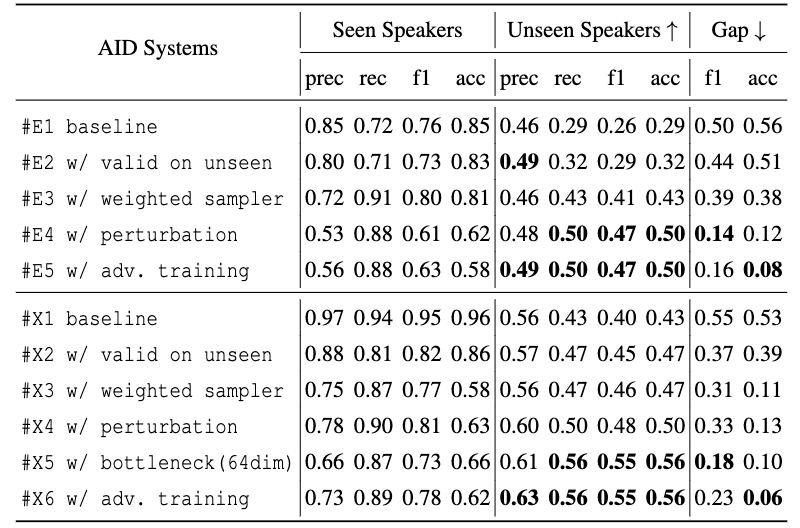 AID Systems Seen Speakers Unseen Speakers ↑ Gap ↓
prec rec f1 acc prec rec f1 acc f1 acc
#E1 baseline 0.85 0.72 0.76 0.85 0.46 0.29 0.26 0.29 0.50 0.56
#E2 w/ valid on unseen 0.80 0.71 0.73 0.83 0.49 0.32 0.29 0.32 0.44 0.51
#E3 w/ weighted sampler 0.72 0.91 0.80 0.81 0.46 0.43 0.41 0.43 0.39 0.38
#E4 w/ perturbation 0.53 0.88 0.61 0.62 0.48 0.50 0.47 0.50 0.14 0.12
#E5 w/ adv. training 0.56 0.88 0.63 0.58 0.49 0.50 0.47 0.50 0.16 0.08
#X1 baseline 0.97 0.94 0.95 0.96 0.56 0.43 0.40 0.43 0.55 0.53
#X2 w/ valid on unseen 0.88 0.81 0.82 0.86 0.57 0.47 0.45 0.47 0.37 0.39
#X3 w/ weighted sampler 0.75 0.87 0.77 0.58 0.56 0.47 0.46 0.47 0.31 0.11
#X4 w/ perturbation 0.78 0.90 0.81 0.63 0.60 0.50 0.48 0.50 0.33 0.13
#X5 w/ bottleneck(64dim) 0.66 0.87 0.73 0.66 0.61 0.56 0.55 0.56 0.18 0.10
#X6 w/ adv. training 0.73 0.89 0.78 0.62 0.63 0.56 0.55 0.56 0.23 0.06